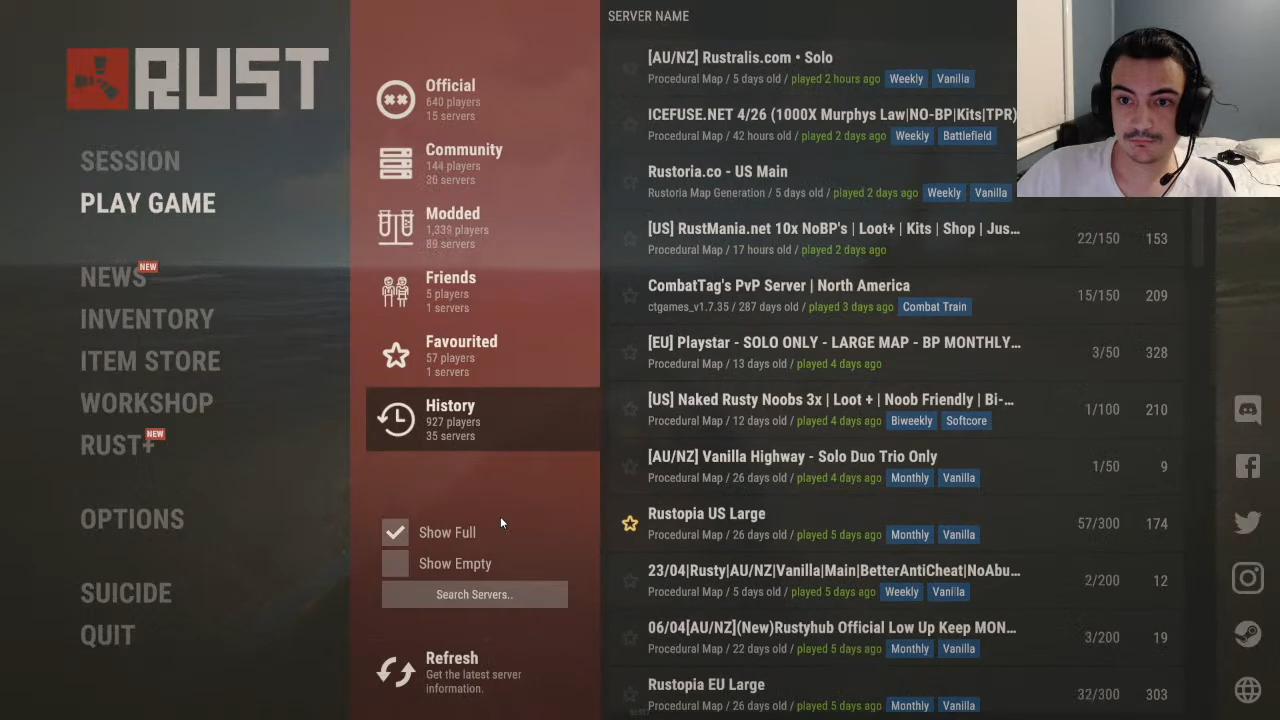 RUST
SESSION
PLAY GAME
NEWS NEW
INVENTORY
ITEM STORE
WORKSHOP
RUST+ NEW
OPTIONS
SUICIDE
QUIT
Official
640 players
15 servers
Community
144 players
36 servers
Modded
1,339 players
89 servers
Friends
5 players
1 servers
Favourited
57 players
1 servers
History
927 players
35 servers
Show Full
Show Empty
Search Servers..
Refresh
Get the latest server
information.
SERVER NAME
[AU/NZ] Rustralis.com • Solo
Procedural Map / 5 days old / played 2 hours ago Weekly Vanilla
ICEFUSE.NET 4/26 (1000X Murphys Law|NO-BP|Kits|TPR)
Procedural Map / 42 hours old / played 2 days ago Weekly Battlefield
Rustoria.co - US Main
Rustoria Map Generation / 5 days old / played 2 days ago Weekly Vanilla
[US] RustMania.net 10x NoBP's | Loot+ | Kits | Shop | Jus... 22/150 153
Procedural Map / 17 hours old / played 2 days ago
CombatTag's PvP Server | North America 15/150 209
ctgames_v1.7.35 / 287 days old / played 3 days ago Combat Train
[EU] Playstar - SOLO ONLY - LARGE MAP - BP MONTHLY... 3/50 328
Procedural Map / 13 days old / played 4 days ago
[US] Naked Rusty Noobs 3x | Loot + | Noob Friendly | Bi-... 1/100 210
Procedural Map / 12 days old / played 4 days ago Biweekly Softcore
[AU/NZ] Vanilla Highway - Solo Duo Trio Only 1/50 9
Procedural Map / 26 days old / played 4 days ago Monthly Vanilla
Rustopia US Large 57/300 174
Procedural Map / 26 days old / played 5 days ago Monthly Vanilla
23/04|Rusty|AU/NZ|Vanilla|Main|BetterAntiCheat|NoAbu... 2/200 12
Procedural Map / 5 days old / played 5 days ago Weekly Vanilla
06/04[AU/NZ](New)Rustyhub Official Low Up Keep MON... 3/200 19
Procedural Map / 22 days old / played 5 days ago Monthly Vanilla
Rustopia EU Large 32/300 303
Procedural Map / 26 days old / played 5 days ago Monthly Vanilla